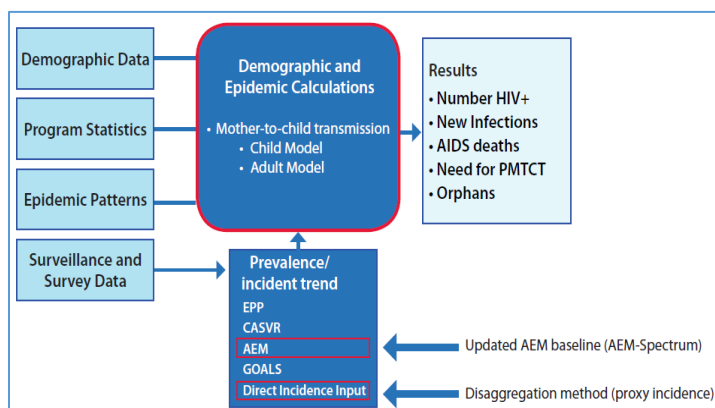 Demographic Data
Program Statistics
Epidemic Patterns
Surveillance and
Survey Data
Demographic and
Epidemic Calculations
• Mother-to-child transmission
• Child Model
• Adult Model
Prevalence/
incident trend
EPP
CASVR
AEM
GOALS
Direct Incidence Input
Results
• Number HIV+
• New Infections
• AIDS deaths
• Need for PMTCT
• Orphans
Updated AEM baseline (AEM-Spectrum)
Disaggregation method (proxy incidence)